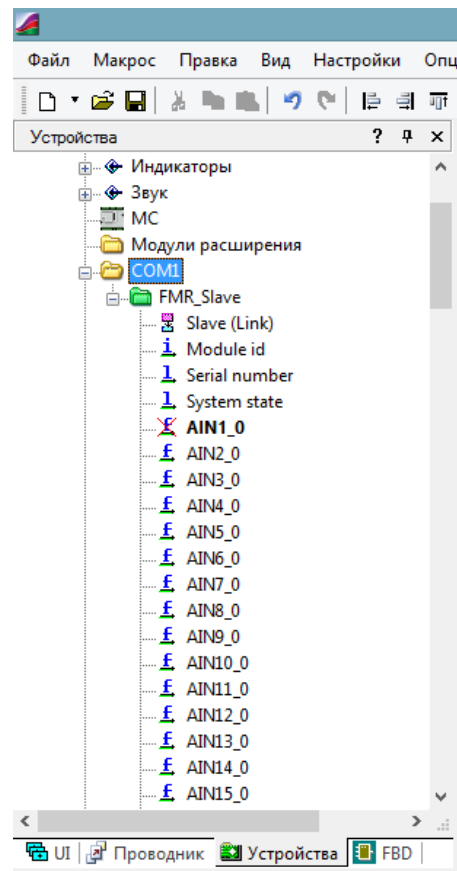 Файл Макрос Правка Вид Настройки Опц
Устройства
Индикаторы
Звук
MC
Модули расширения
COM1
FMR_Slave
Slave (Link)
Module id
Serial number
System state
AIN1_0
AIN2_0
AIN3_0
AIN4_0
AIN5_0
AIN6_0
AIN7_0
AIN8_0
AIN9_0
AIN10_0
AIN11_0
AIN12_0
AIN13_0
AIN14_0
AIN15_0
UI Проводник Устройства FBD